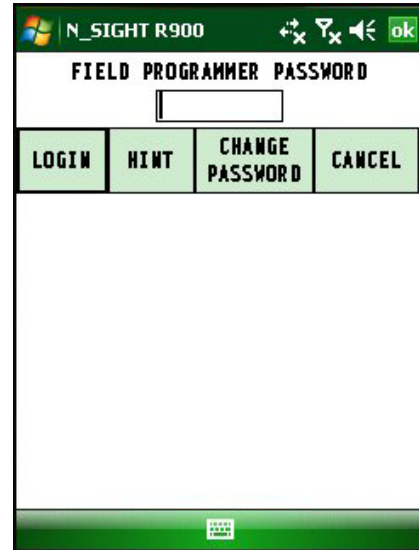 N_SIGHT R900
ok
FIELD PROGRAMMER PASSWORD
LOGIN
HINT
CHANGE
PASSWORD
CANCEL